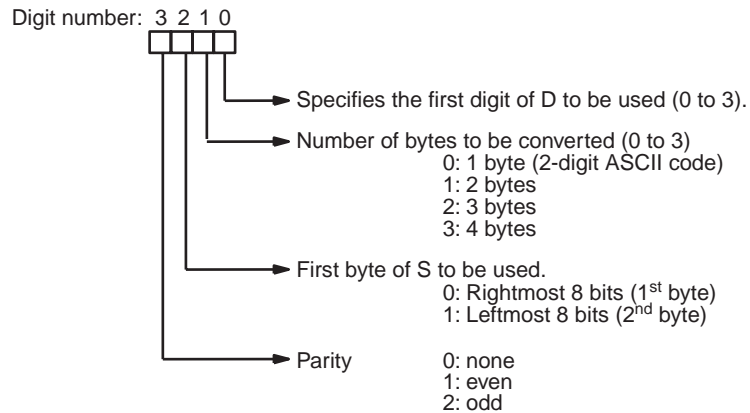 Digit number: 3 2 1 0
Specifies the first digit of D to be used (0 to 3).
Number of bytes to be converted (0 to 3)
0: 1 byte (2-digit ASCII code)
1: 2 bytes
2: 3 bytes
3: 4 bytes
First byte of S to be used.
0: Rightmost 8 bits (1st byte)
1: Leftmost 8 bits (2nd byte)
Parity 0: none
1: even
2: odd